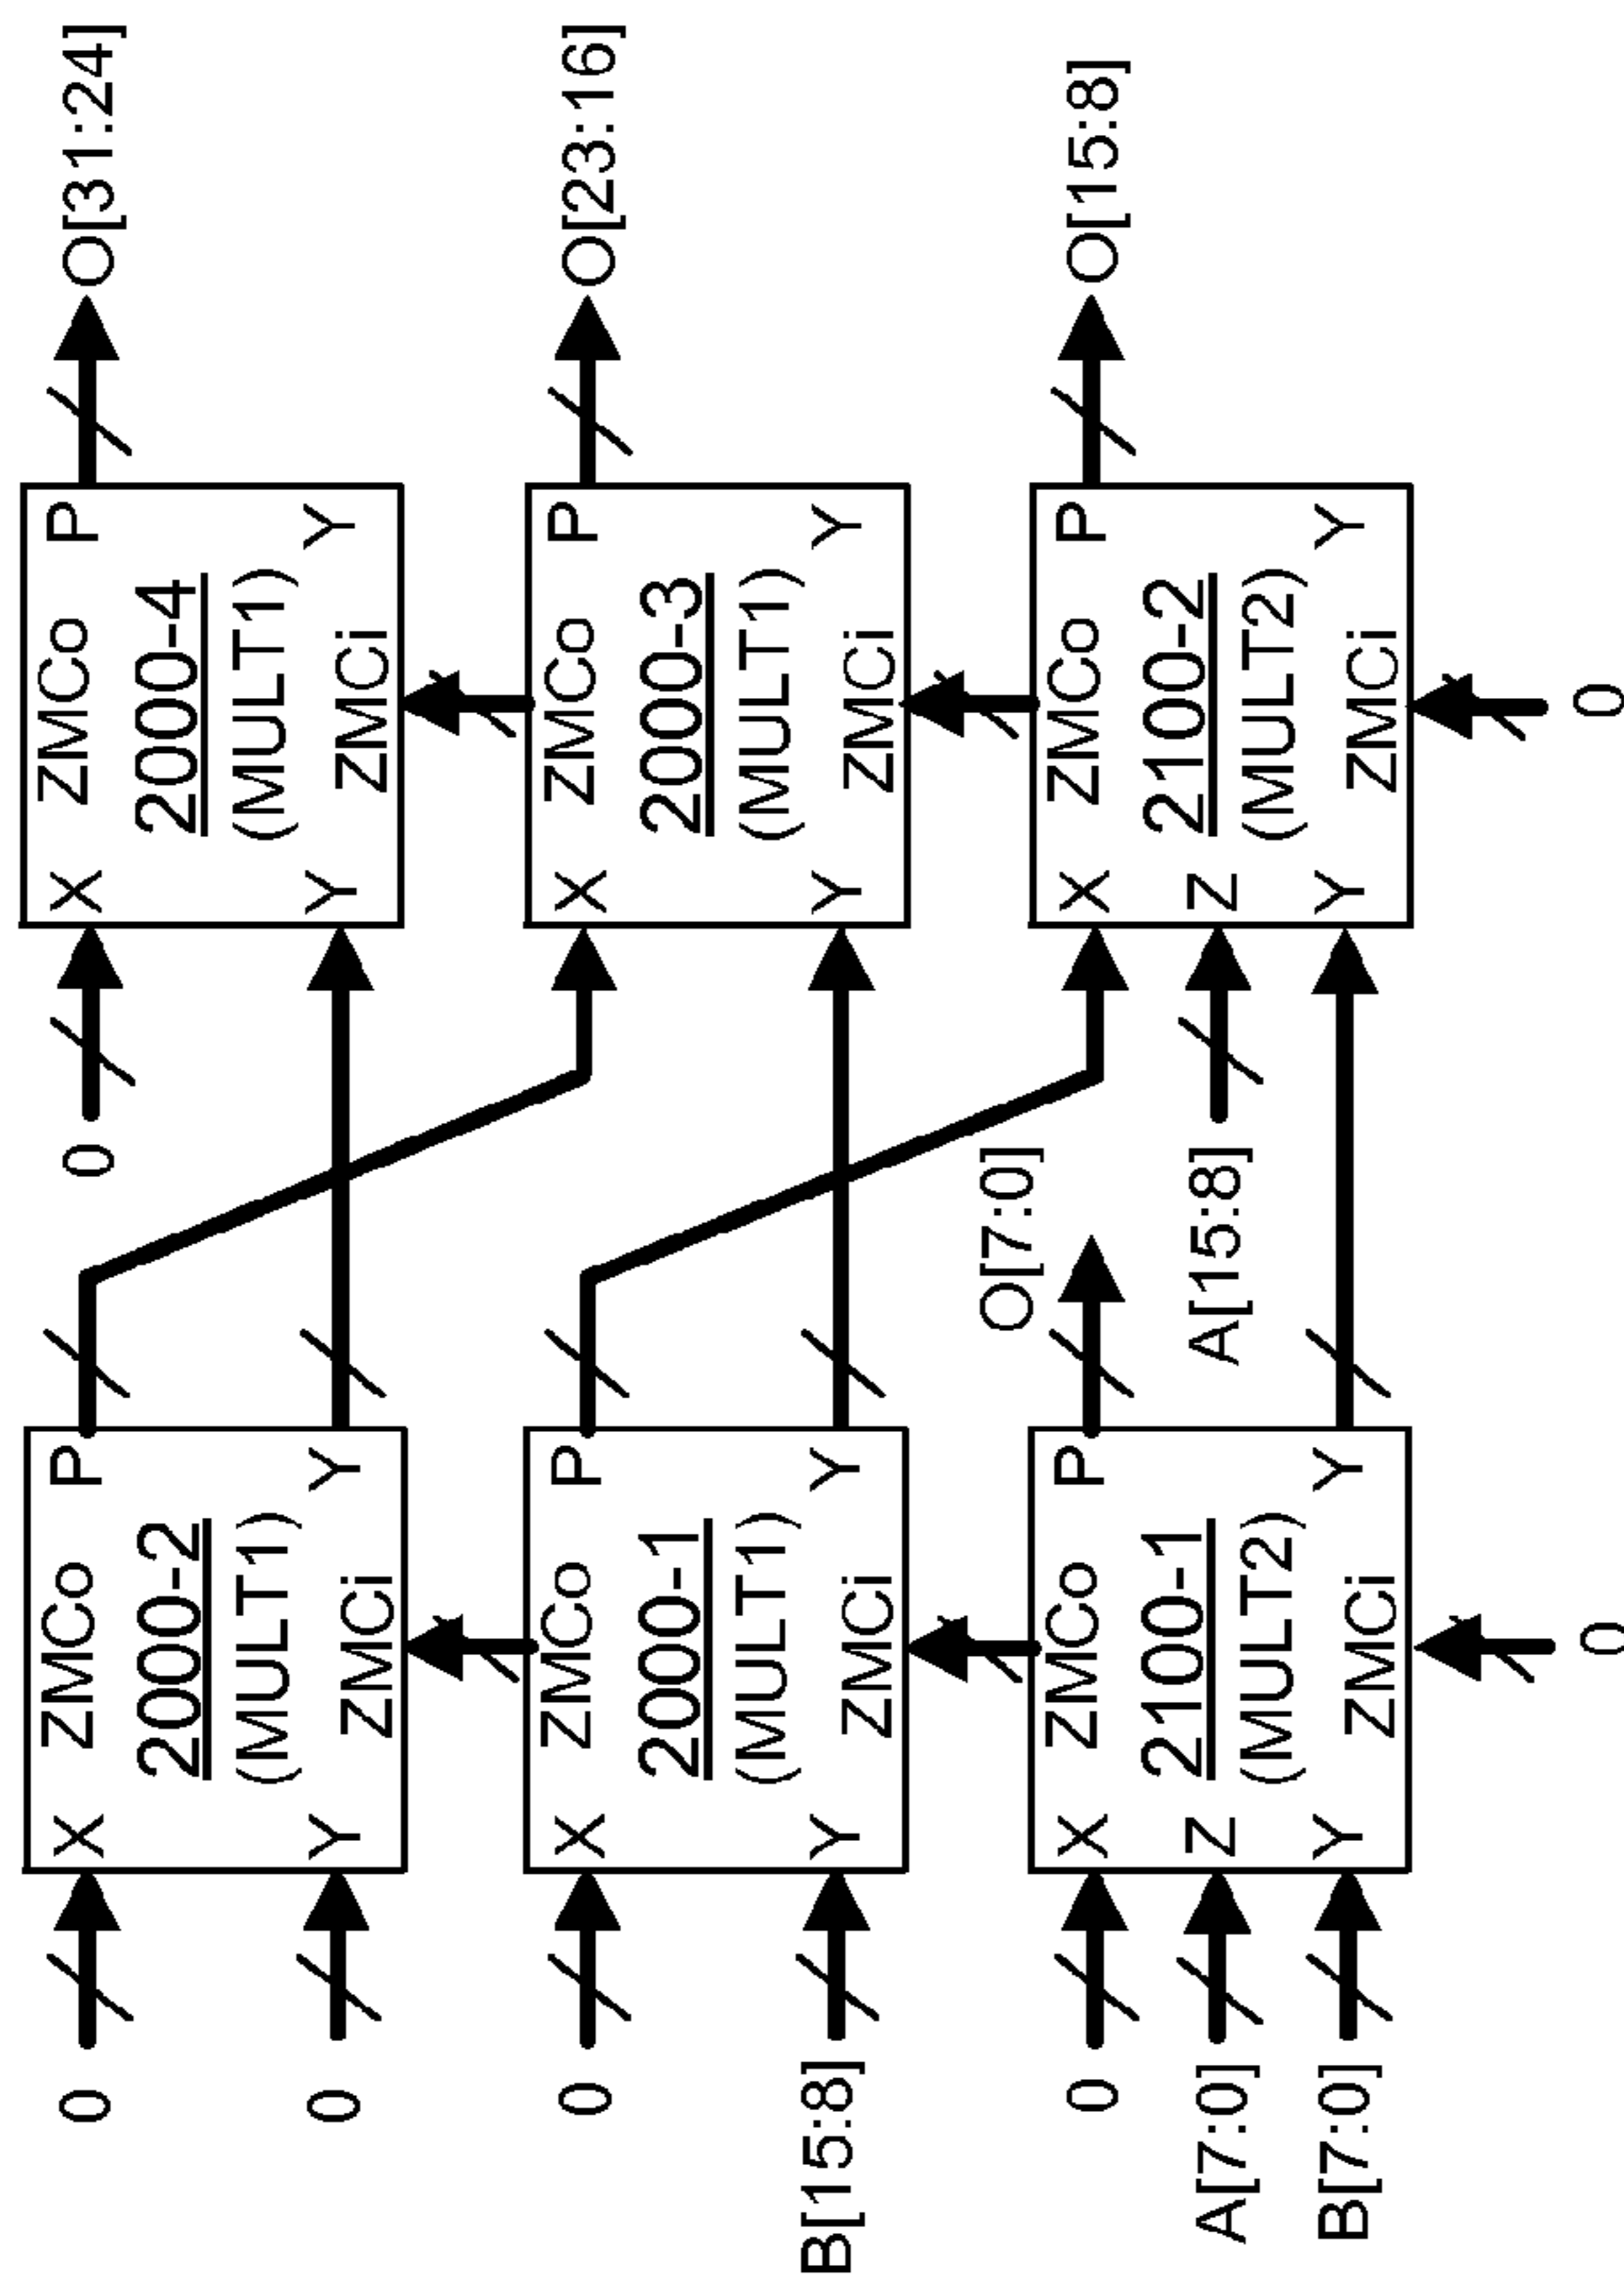 O[31:24]
O[23:16]
O[15:8]
X ZMCo P
2000-4
(MULT1)
Y ZMCi Y
X ZMCo P
2000-3
(MULT1)
Y ZMCi Y
X ZMCo P
Z 2100-2
(MULT2)
Y ZMCi Y
0
0
O[7:0]
A[15:8]
X ZMCo P
2000-2
(MULT1)
Y ZMCi Y
X ZMCo P
2000-1
(MULT1)
Y ZMCi Y
X ZMCo P
Z 2100-1
(MULT2)
Y ZMCi Y
0
0
0
0
B[15:8]
0
A[7:0]
B[7:0]